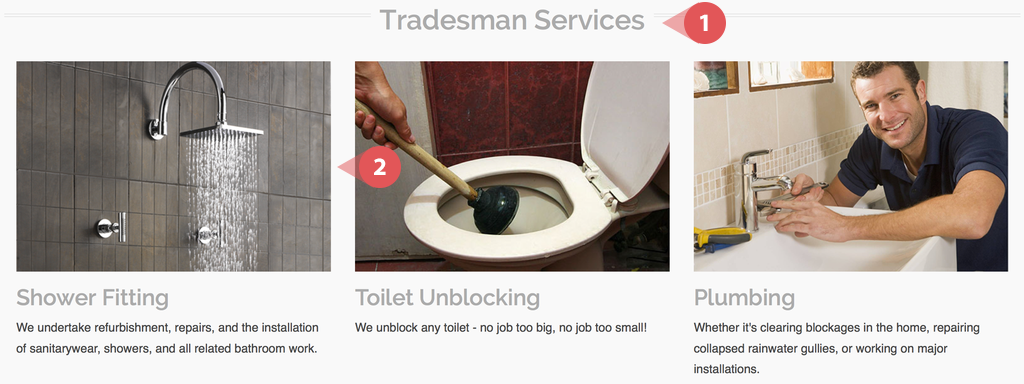 Tradesman Services
1
2
Shower Fitting
We undertake refurbishment, repairs, and the installation
of sanitarywear, showers, and all related bathroom work.
Toilet Unblocking
We unblock any toilet - no job too big, no job too small!
Plumbing
Whether it's clearing blockages in the home, repairing
collapsed rainwater gullies, or working on major
installations.